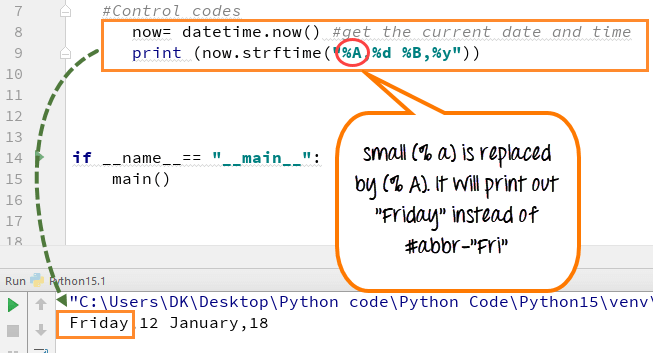 7 #Control codes
8 now= datetime.now() #get the current date and time
9 print (now.strftime("%A,%d %B,%y"))
10
11
12
13
14 if __name__== "__main__":
15 main()
16
17
18
small (% a) is replaced
by (% A). It will print out
"Friday" instead of
#abbr-"Fri"
Run Python15.1
"C:\Users\DK\Desktop\Python code\Python Code\Python15\venv\
Friday,12 January,18